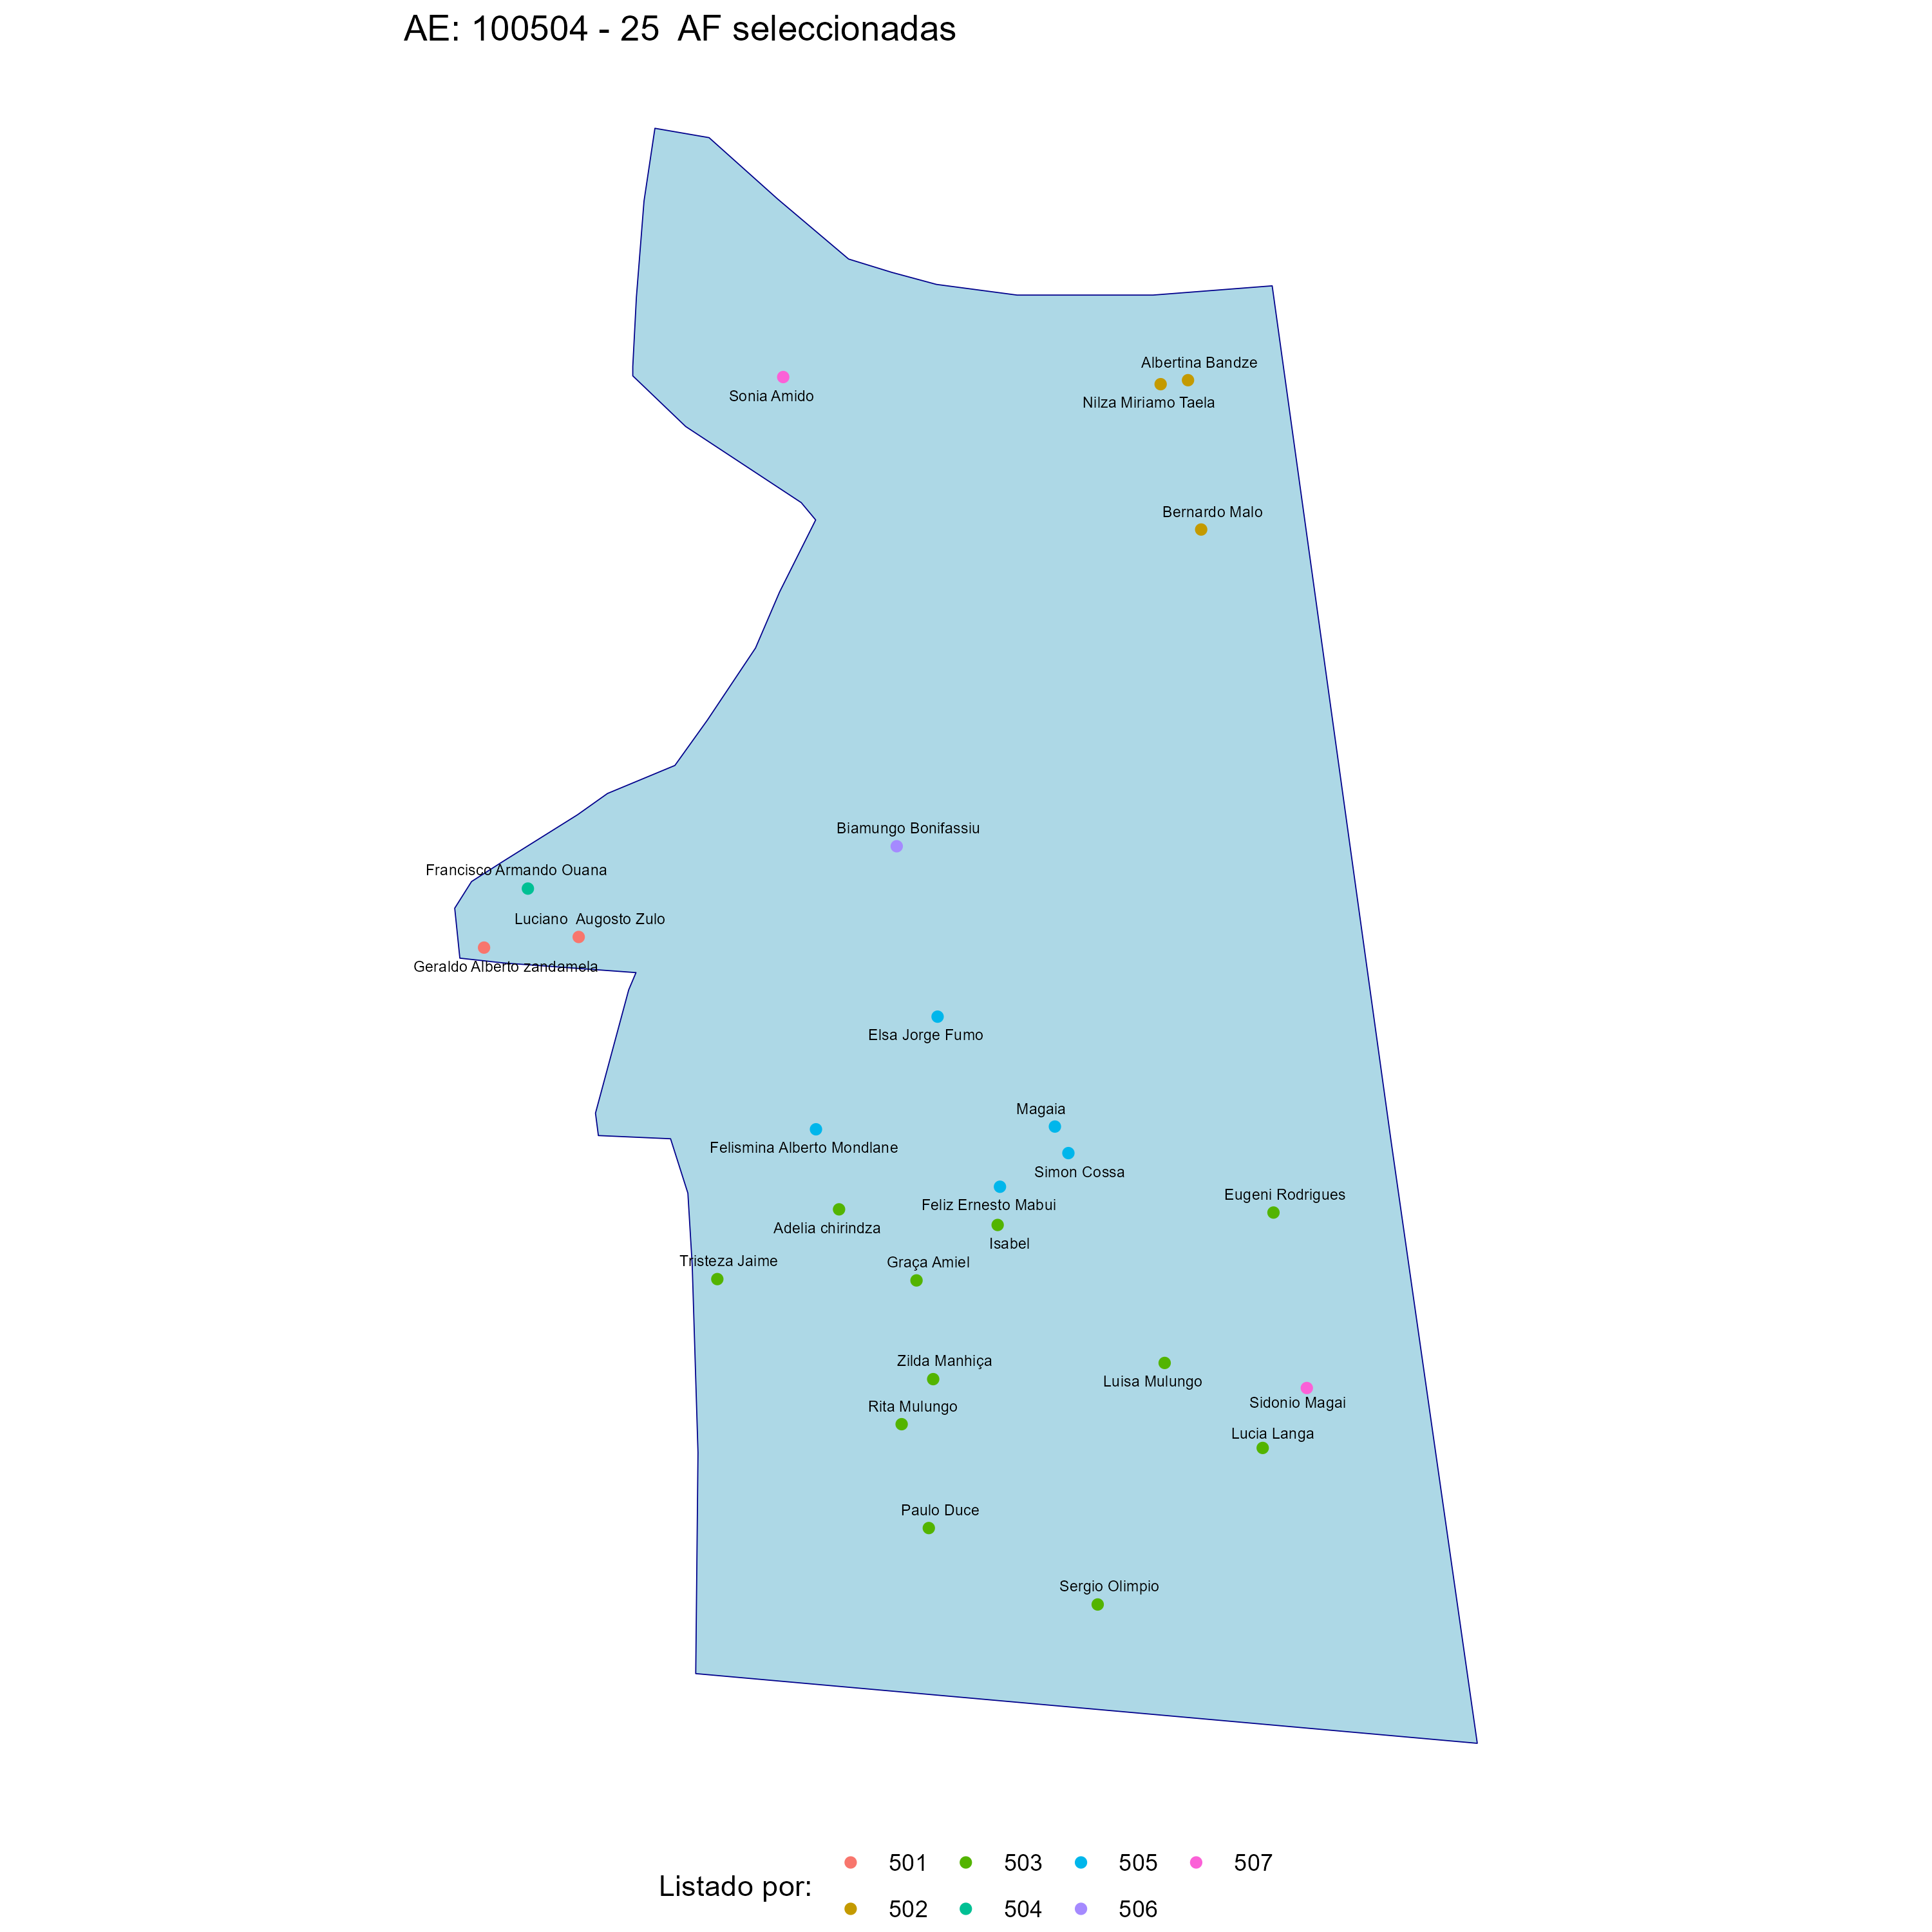 AE: 100504 - 25  AF seleccionadas
Albertina Bandze
Sonia Amido
Nilza Miriamo Taela
Bernardo Malo
Biamungo Bonifassiu
Francisco Armando Ouana
Luciano  Augosto Zulo
Geraldo Alberto zandamela
Elsa Jorge Fumo
Magaia
Felismina Alberto Mondlane
Simon Cossa
Eugeni Rodrigues
Feliz Ernesto Mabui
Adelia chirindza
Isabel
Tristeza Jaime
Graça Amiel
Zilda Manhiça
Luisa Mulungo
Sidonio Magai
Rita Mulungo
Lucia Langa
Paulo Duce
Sergio Olimpio
Listado por:
501 503 505 507
502 504 506